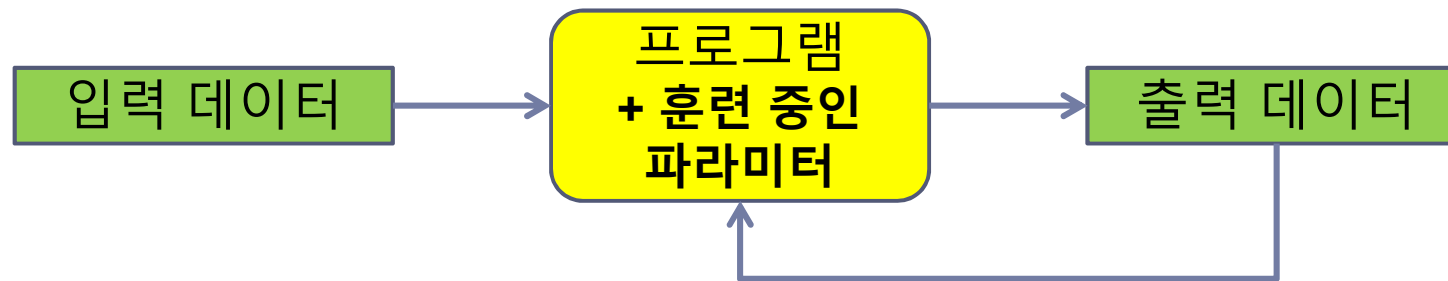 입력 데이터
프로그램
+ 훈련 중인
파라미터
출력 데이터